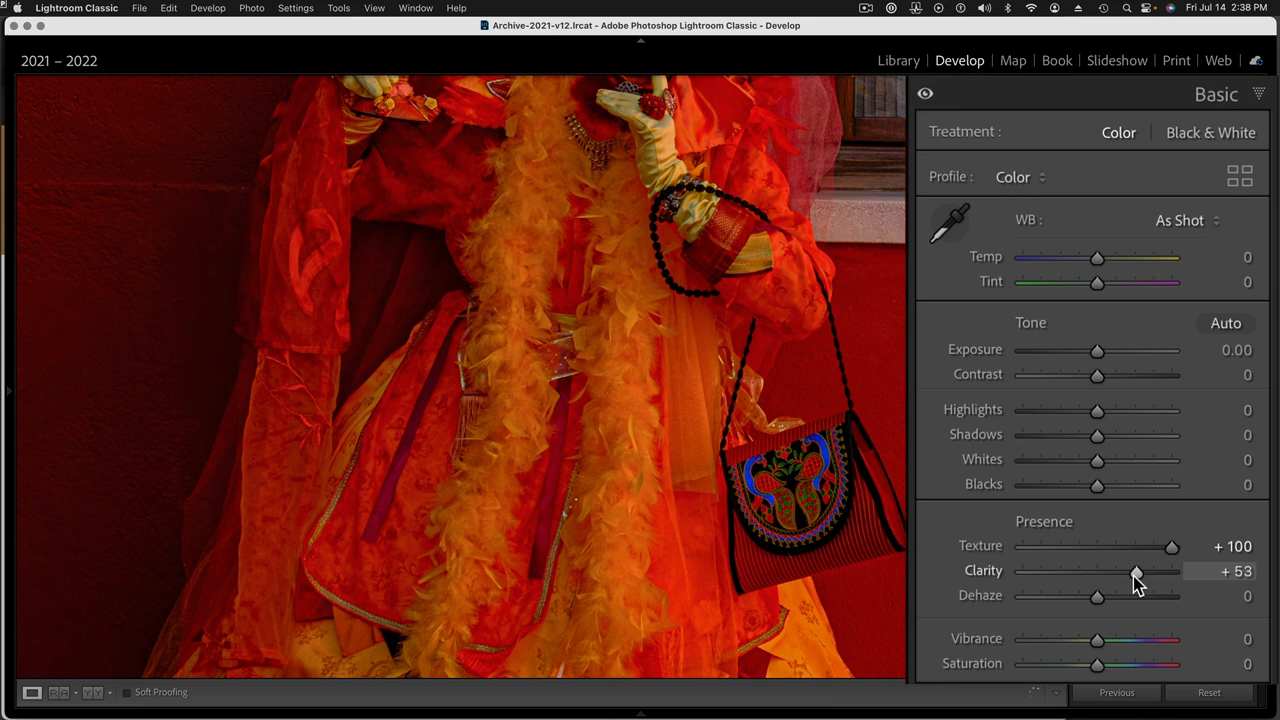 Lightroom Classic File Edit Develop Photo Settings Tools View Window Help Fri Jul 14 2:38 PM
Archive-2021-v12.lrcat - Adobe Photoshop Lightroom Classic - Develop
2021 – 2022 Library Develop Map Book Slideshow Print Web
Basic
Treatment : Color Black & White
Profile : Color
WB : As Shot
Temp 0
Tint 0
Tone Auto
Exposure 0.00
Contrast 0
Highlights 0
Shadows 0
Whites 0
Blacks 0
Presence
Texture + 100
Clarity + 53
Dehaze 0
Vibrance 0
Saturation 0
Soft Proofing Previous Reset